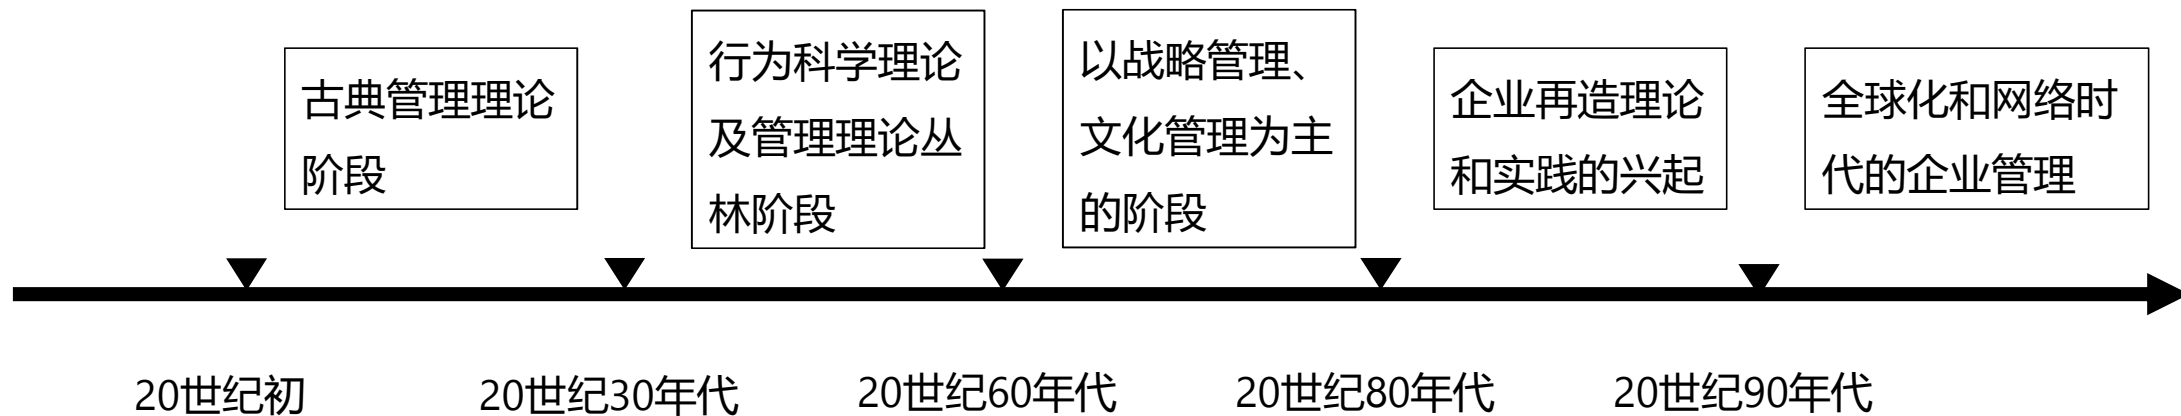 古典管理理论
阶段
行为科学理论
及管理理论丛
林阶段
以战略管理、
文化管理为主
的阶段
企业再造理论
和实践的兴起
全球化和网络时
代的企业管理
20世纪初
20世纪30年代
20世纪60年代
20世纪80年代
20世纪90年代